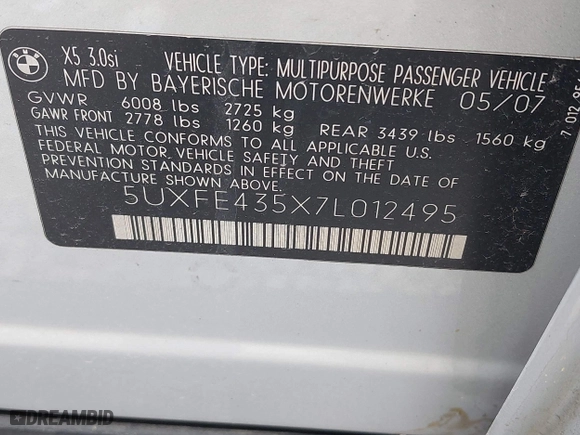 BMW
X5 3.0si VEHICLE TYPE: MULTIPURPOSE PASSENGER VEHICLE
MFD BY BAYERISCHE MOTORENWERKE 05/07
GVWR 6008 lbs 2725 kg
GAWR FRONT 2778 lbs 1260 kg REAR 3439 lbs 1560 kg
THIS VEHICLE CONFORMS TO ALL APPLICABLE U.S.
FEDERAL MOTOR VEHICLE SAFETY AND THEFT
PREVENTION STANDARDS IN EFFECT ON THE DATE OF
MANUFACTURE SHOWN ABOVE.
5UXFE435X7L012495
DREAMBID